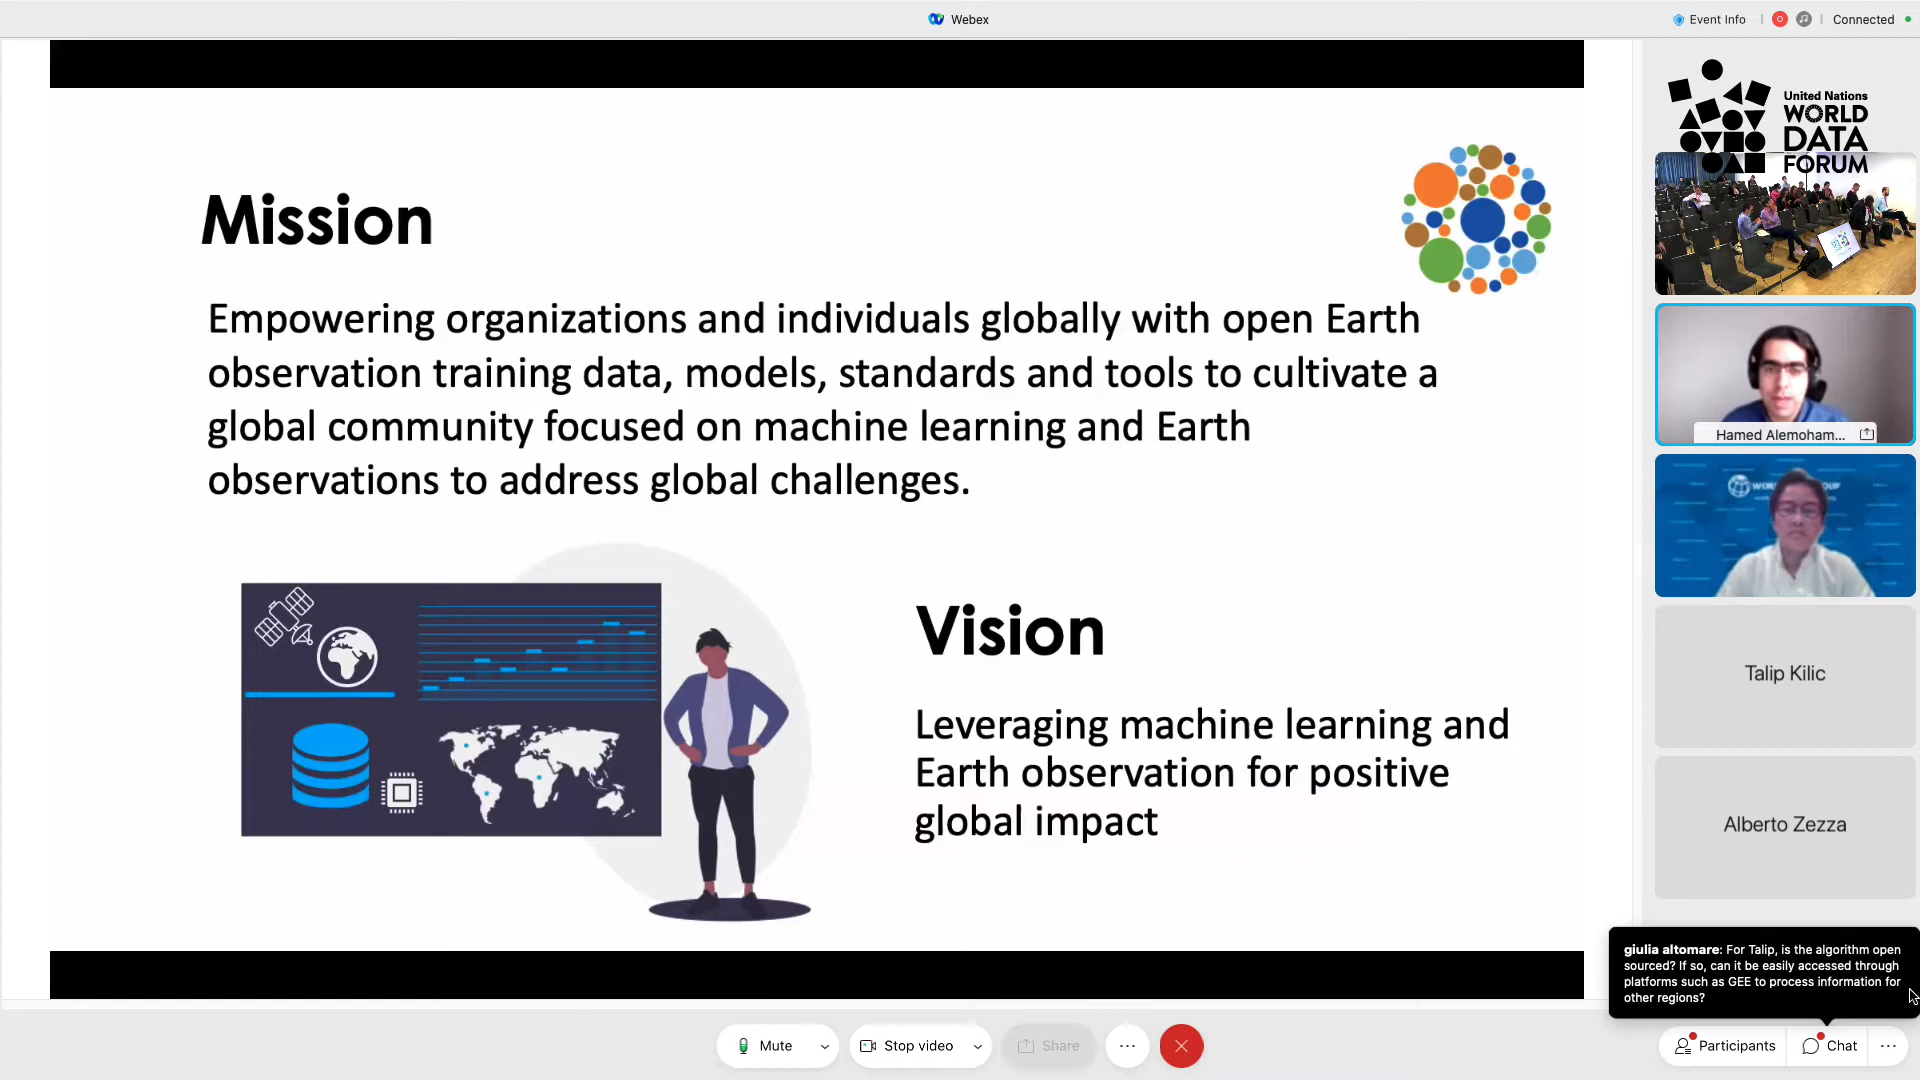 Webex
Event Info
Connected
United Nations
WORLD
DATA
FORUM
Mission
Empowering organizations and individuals globally with open Earth
observation training data, models, standards and tools to cultivate a
global community focused on machine learning and Earth
observations to address global challenges.
Vision
Leveraging machine learning and
Earth observation for positive
global impact
Hamed Alemoham...
Talip Kilic
Alberto Zezza
giulia altomare: For Talip, is the algorithm open
sourced? If so, can it be easily accessed through
platforms such as GEE to process information for
other regions?
Mute
Stop video
Share
Participants
Chat